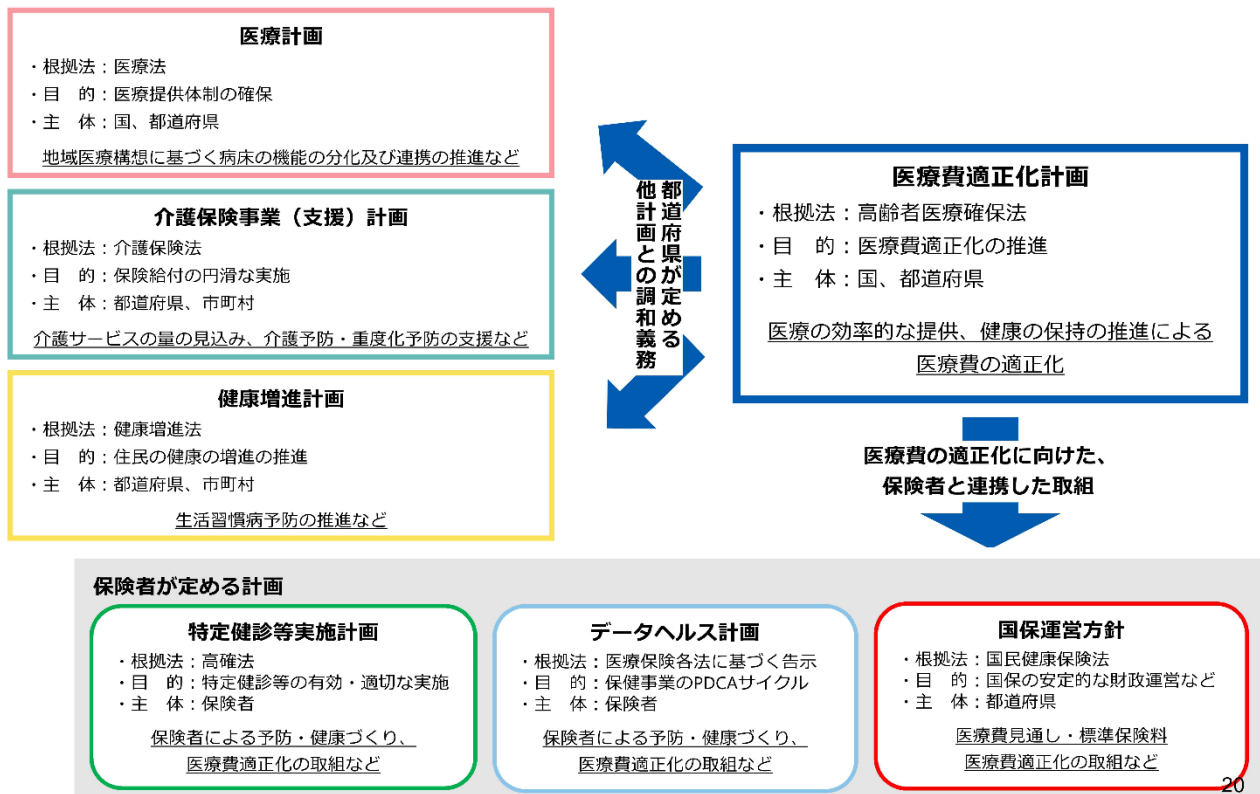 医療計画
・根拠法：医療法
・目　的：医療提供体制の確保
・主　体：国、都道府県
地域医療構想に基づく病床の機能の分化及び連携の推進など
介護保険事業（支援）計画
・根拠法：介護保険法
・目　的：保険給付の円滑な実施
・主　体：都道府県、市町村
介護サービスの量の見込み、介護予防・重度化予防の支援など
健康増進計画
・根拠法：健康増進法
・目　的：住民の健康の増進の推進
・主　体：都道府県、市町村
生活習慣病予防の推進など
都道府県が定める
他計画との調和義務
医療費適正化計画
・根拠法：高齢者医療確保法
・目　的：医療費適正化の推進
・主　体：国、都道府県
医療の効率的な提供、健康の保持の推進による
医療費の適正化
医療費の適正化に向けた、
保険者と連携した取組
保険者が定める計画
特定健診等実施計画
・根拠法：高確法
・目　的：特定健診等の有効・適切な実施
・主　体：保険者
保険者による予防・健康づくり、
医療費適正化の取組など
データヘルス計画
・根拠法：医療保険各法に基づく告示
・目　的：保健事業のPDCAサイクル
・主　体：保険者
保険者による予防・健康づくり、
医療費適正化の取組など
国保運営方針
・根拠法：国民健康保険法
・目　的：国保の安定的な財政運営など
・主　体：都道府県
医療費見通し・標準保険料
医療費適正化の取組など
20